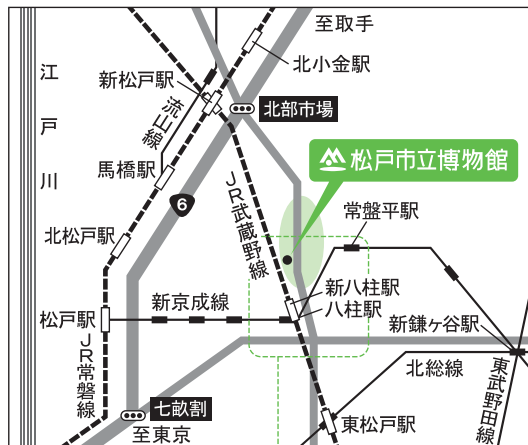 至取手
北小金駅
新松戸駅
江戸川
流山線
北部市場
松戸市立博物館
馬橋駅
6
JR武蔵野線
常盤平駅
北松戸駅
新京成線
新八柱駅
八柱駅
松戸駅
新鎌ヶ谷駅
JR常磐線
北総線
東武野田線
七畝割
至東京
東松戸駅